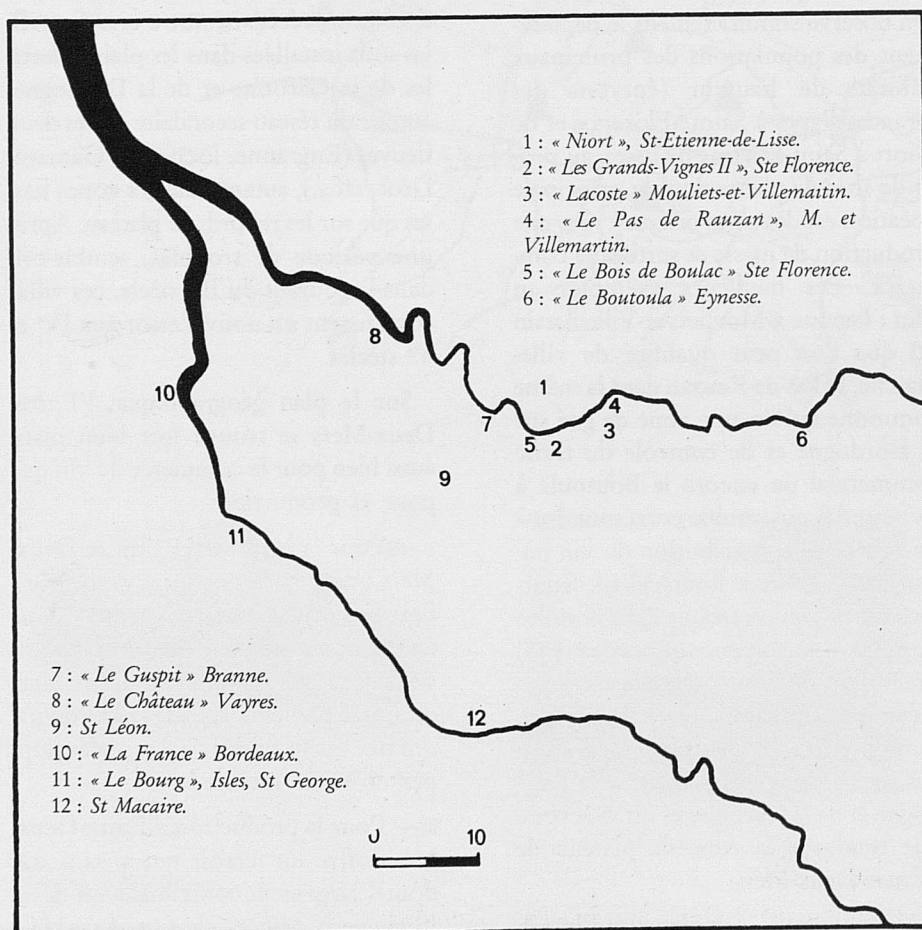 1 : « Niort », St-Etienne-de-Lisse.
2 : « Les Grands-Vignes II », Ste Florence.
3 : « Lacoste » Mouliets-et-Villemaitin.
4 : « Le Pas de Rauzan », M. et
Villemartin.
5 : « Le Bois de Boulac » Ste Florence.
6 : « Le Boutoula » Eynesse.
8
10
1
4
7
3
6
5
2
9
11
12
7 : « Le Guspit » Branne.
8 : « Le Château » Vayres.
9 : St Léon.
10 : « La France » Bordeaux.
11 : « Le Bourg », Isles, St George.
12 : St Macaire.
0 10